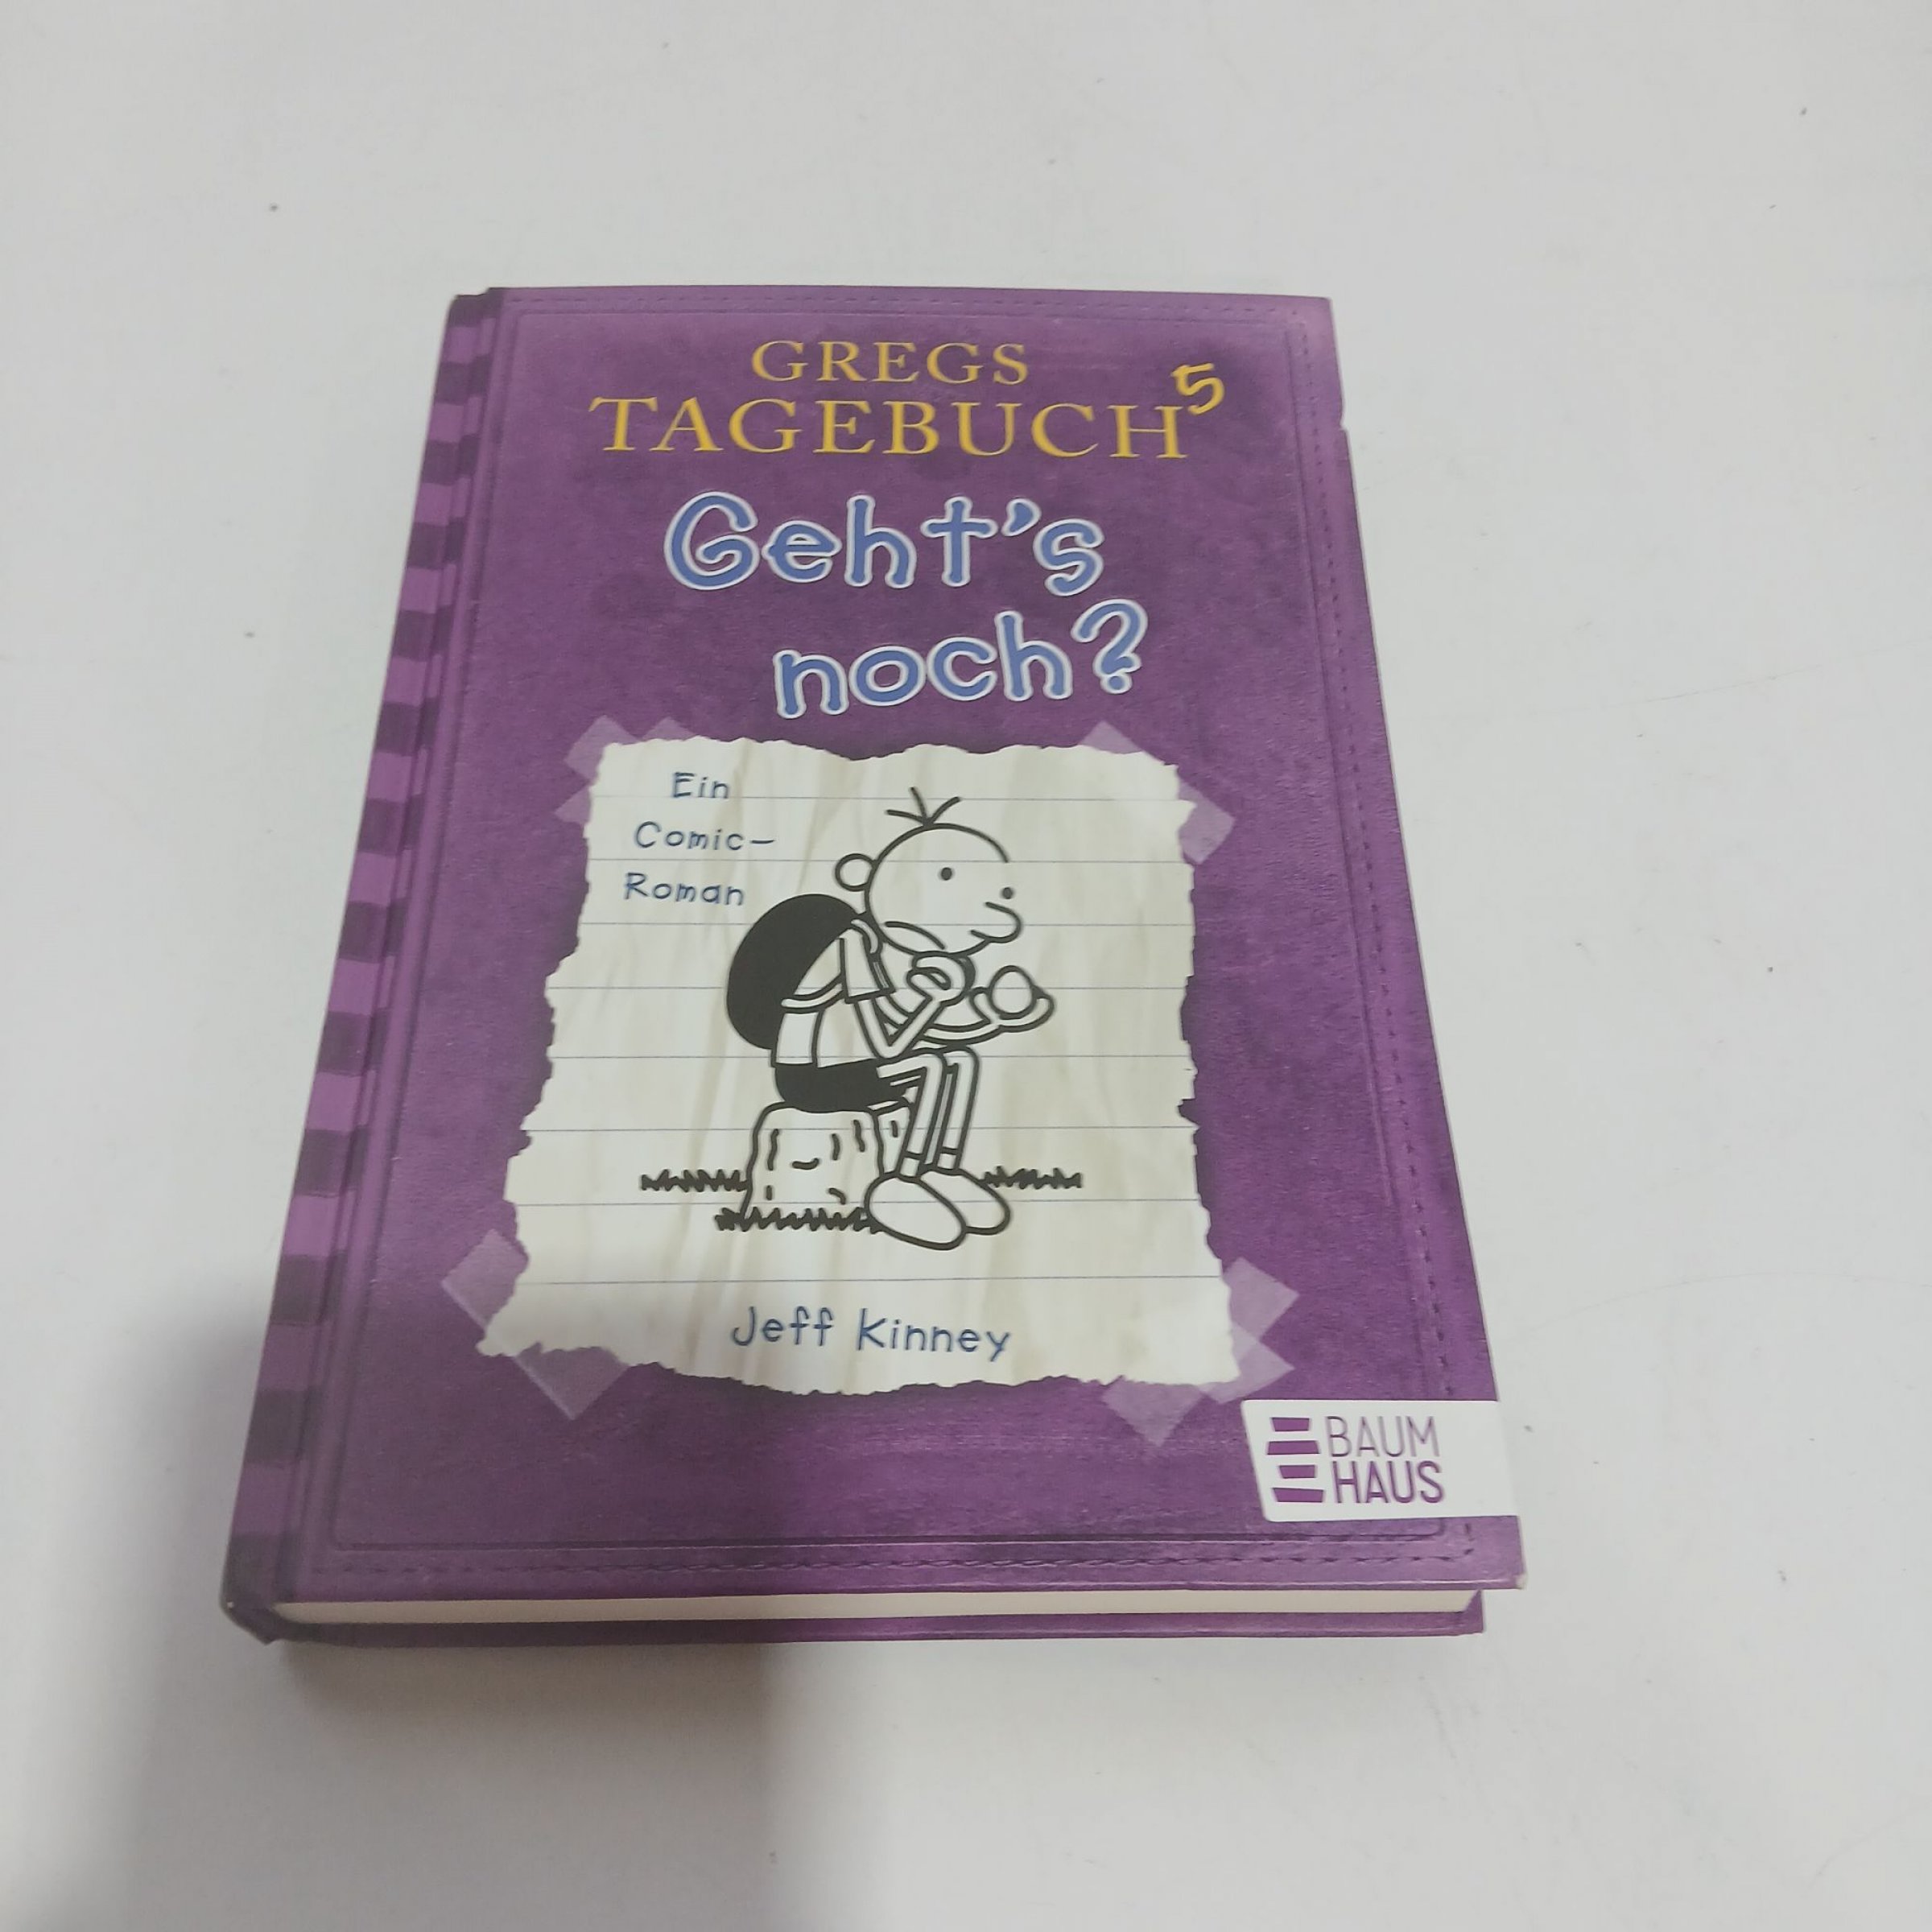 GREGS
TAGEBUCH 5
Geht's
noch?
Ein
Comic-
Roman
Jeff Kinney
BAUM
HAUS